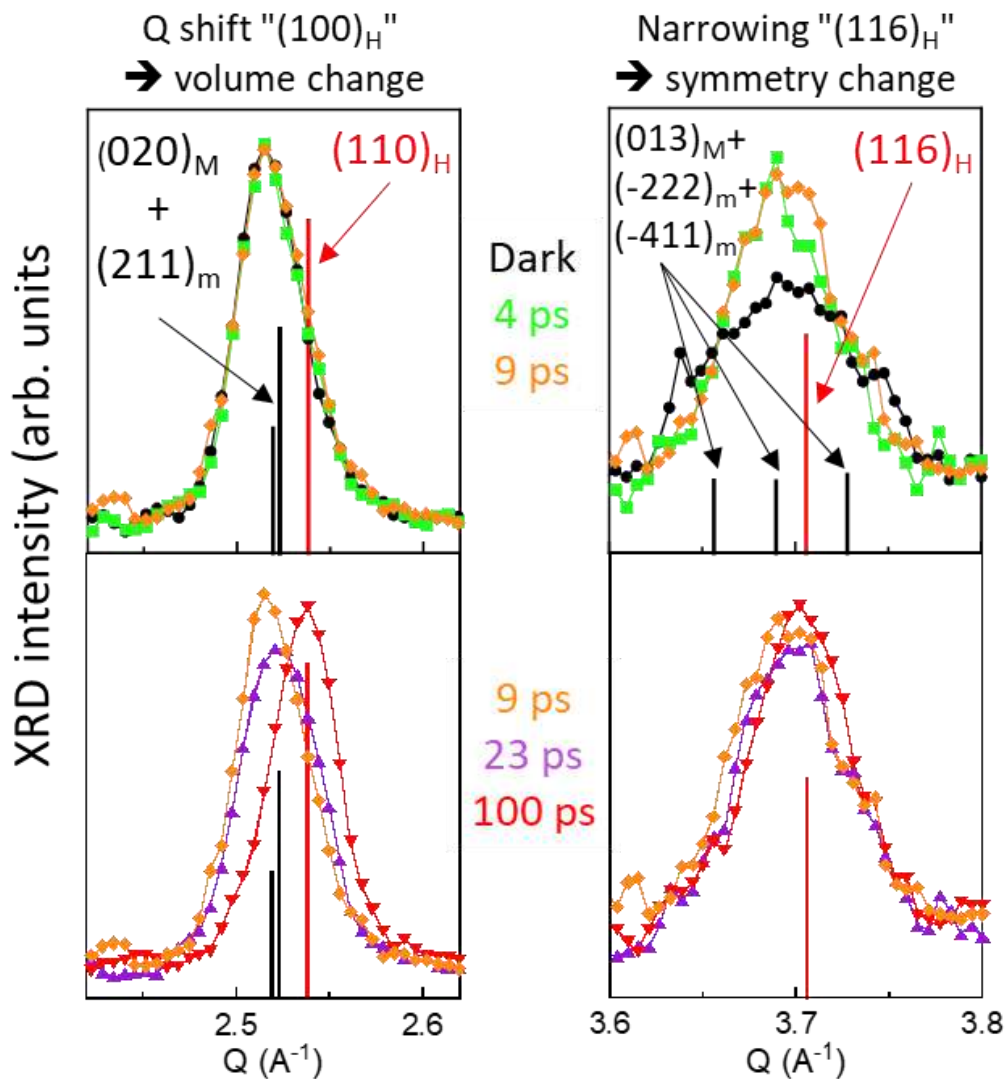 Q shift "(100)H"
➔ volume change
Narrowing "(116)H"
➔ symmetry change
XRD intensity (arb. units)
(020)M
+
(211)m
(110)H
Dark
4 ps
9 ps
(013)M+
(-222)m+
(-411)m
(116)H
9 ps
23 ps
100 ps
2.5
2.6
Q (A-1)
3.6
3.7
3.8
Q (A-1)